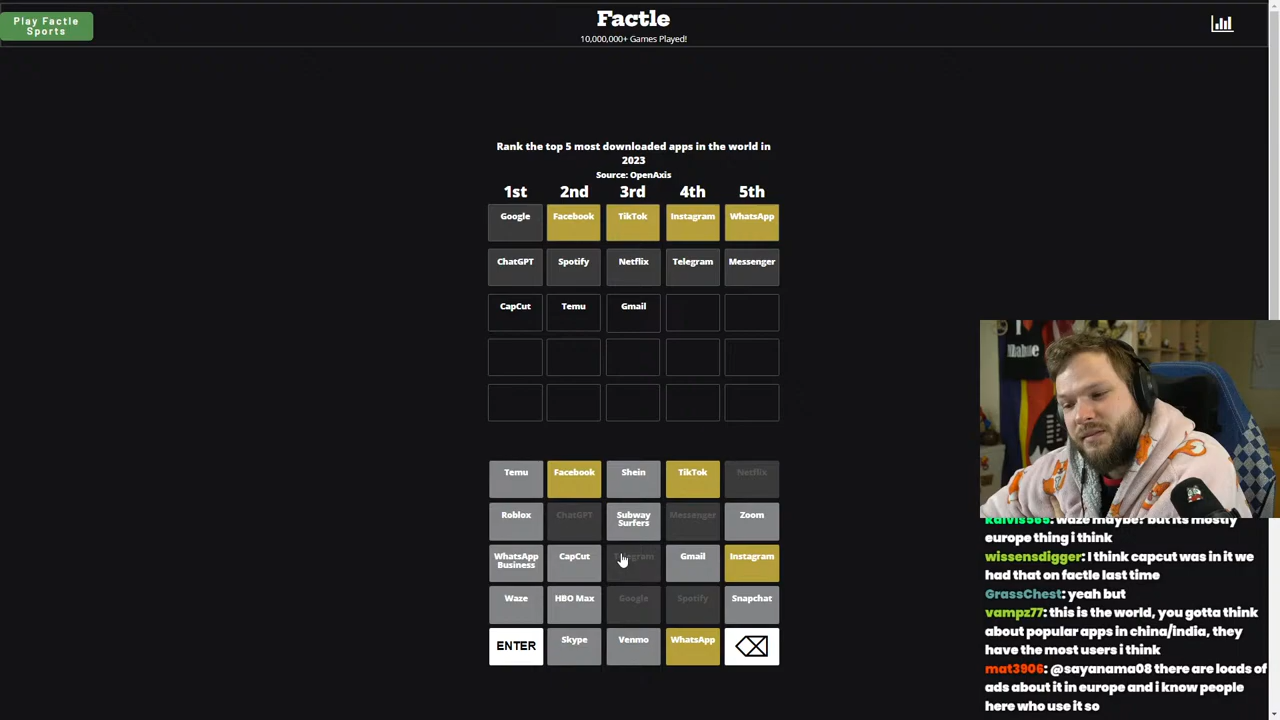 Play Factle
Sports
Factle
10,000,000+ Games Played!
Rank the top 5 most downloaded apps in the world in
2023
Source: OpenAxis
1st 2nd 3rd 4th 5th
Google Facebook TikTok Instagram WhatsApp
ChatGPT Spotify Netflix Telegram Messenger
CapCut Temu Gmail
Temu Facebook Shein TikTok Netflix
Roblox ChatGPT Subway Surfers Messenger Zoom
WhatsApp Business CapCut Telegram Gmail Instagram
Waze HBO Max Google Spotify Snapchat
ENTER Skype Venmo WhatsApp
kalvis565: waze maybe? but its mostly
europe thing i think
wissensdigger: I think capcut was in it we
had that on factle last time
GrassChest: yeah but
vampz77: this is the world, you gotta think
about popular apps in china/india, they
have the most users i think
mat3906: @sayanama08 there are loads of
ads about it in europe and i know people
here who use it so